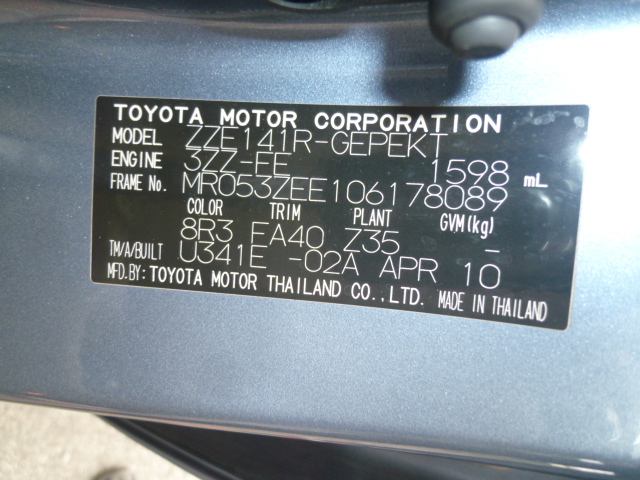 TOYOTA MOTOR CORPORATION
MODEL ZZE141R-GEPEKT
ENGINE 3ZZ-FE 1598 mL
FRAME No. MR053ZEE106178089
COLOR TRIM PLANT GVM(kg)
8R3 FA40 Z35 -
TM/A/BUILT U341E -02A APR 10
MFD.BY: TOYOTA MOTOR THAILAND CO.,LTD. MADE IN THAILAND